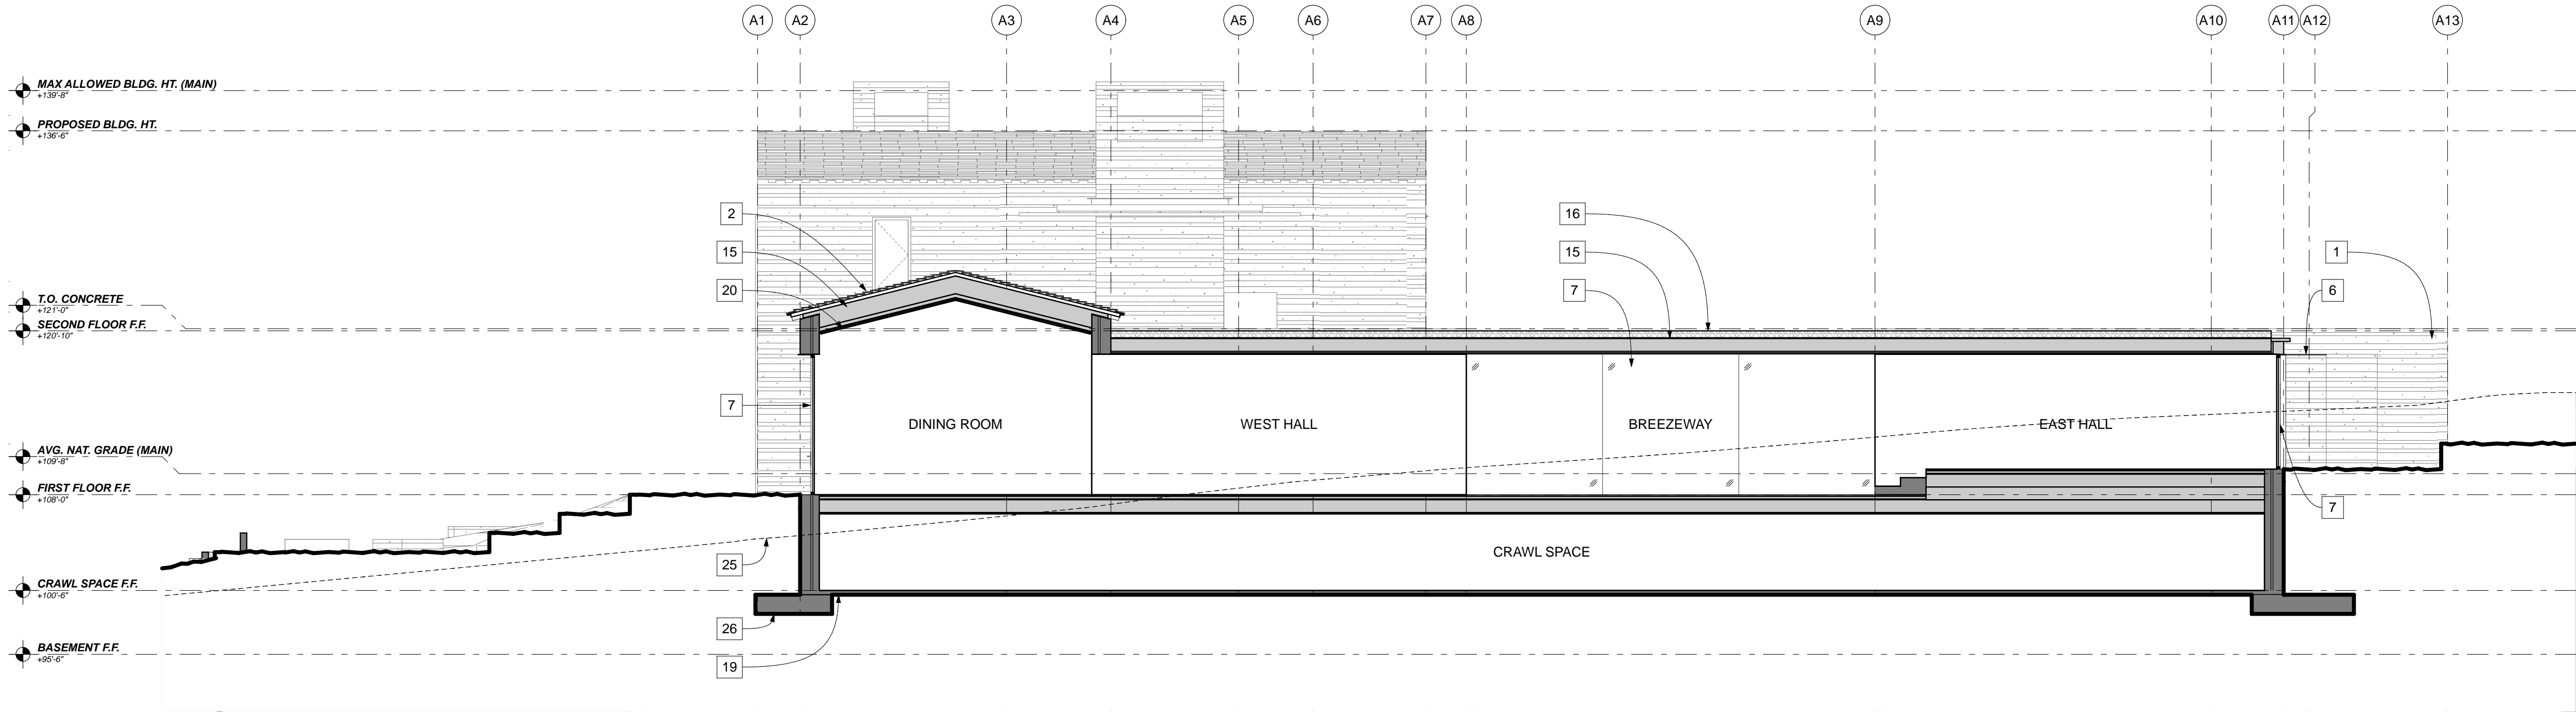 A1 A2 A3 A4 A5 A6 A7 A8 A9 A10 A11 A12 A13
MAX ALLOWED BLDG. HT. (MAIN)
+139'-8"
PROPOSED BLDG. HT.
+136'-6"
2
16
15
15
1
20
7
6
T.O. CONCRETE
+121'-0"
SECOND FLOOR F.F.
+120'-10"
7
DINING ROOM
WEST HALL
BREEZEWAY
EAST HALL
AVG. NAT. GRADE (MAIN)
+109'-8"
FIRST FLOOR F.F.
+108'-0"
7
CRAWL SPACE
25
CRAWL SPACE F.F.
+100'-6"
26
BASEMENT F.F.
+95'-6"
19